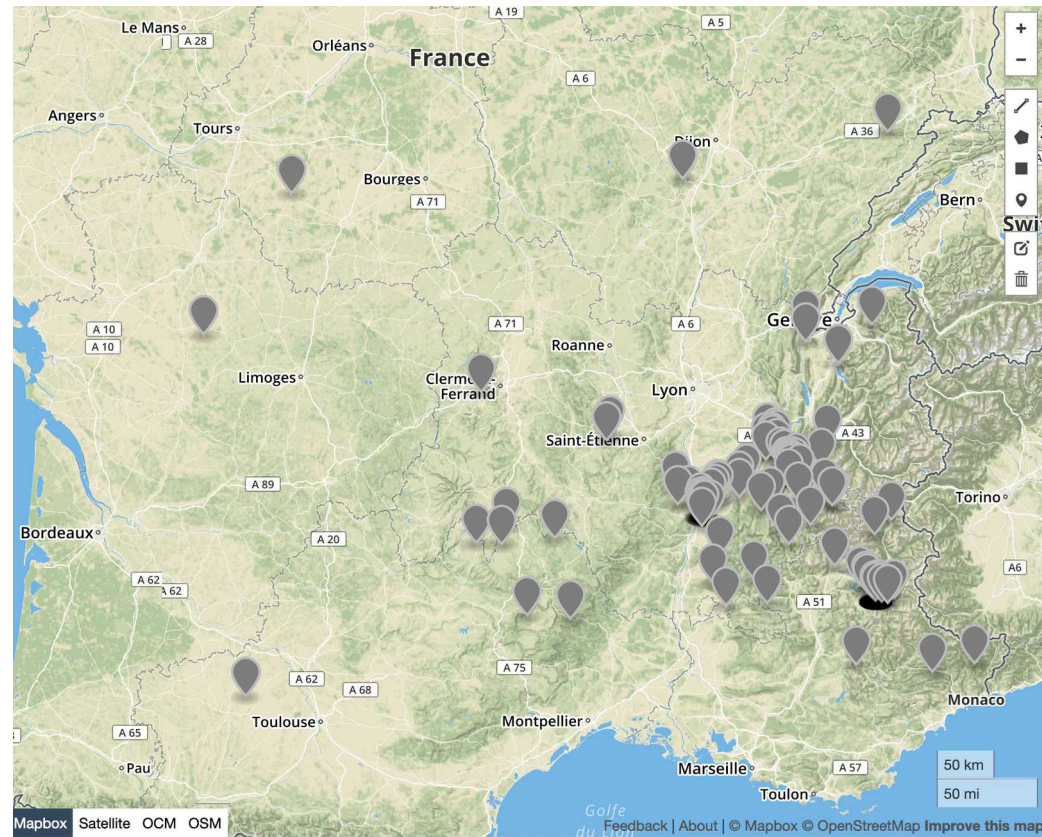 A 19
A 5
Le Mans
A 28
Orléans
France
A 6
Angers
Tours
A 36
Dijon
Bourges
A 71
Bern
A 10
A 10
A 71
A 6
Roanne
Limoges
Clermont-
Ferrand
Lyon
Saint-Étienne
A 43
A 89
Torino
Bordeaux
A 20
A 62
A 62
A6
A 51
A 75
A 62
A 68
Monaco
Toulouse
Montpellier
A 65
Pau
Marseille
A 57
50 km
Toulon
50 mi
Golfe
du Lion
Mapbox Satellite OCM OSM
Feedback | About | © Mapbox © OpenStreetMap Improve this map